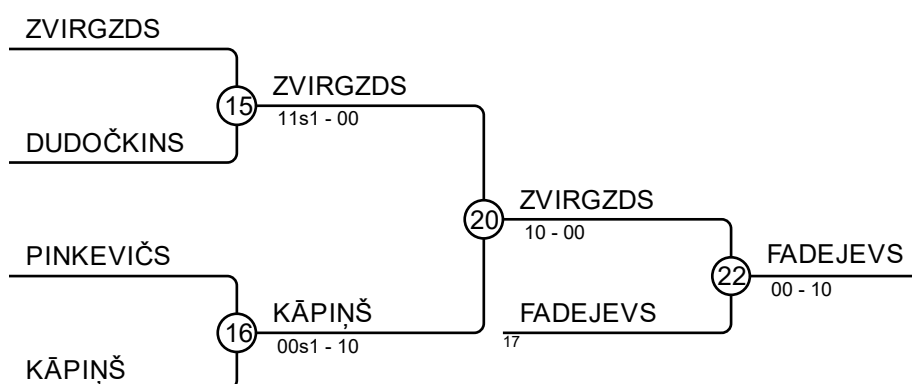 ZVIRGZDS
15
ZVIRGZDS
11s1 - 00
DUDOČKINS
20
ZVIRGZDS
10 - 00
PINKEVIČS
22
FADEJEVS
00 - 10
16
KĀPIŅŠ
00s1 - 10
FADEJEVS
17
KĀPIŅŠ